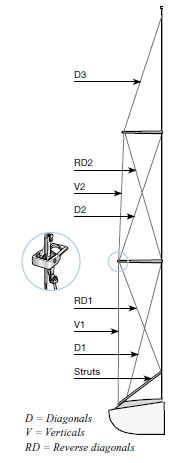 D3
RD2
V2
D2
RD1
V1
D1
Struts
D = Diagonals
V = Verticals
RD = Reverse diagonals